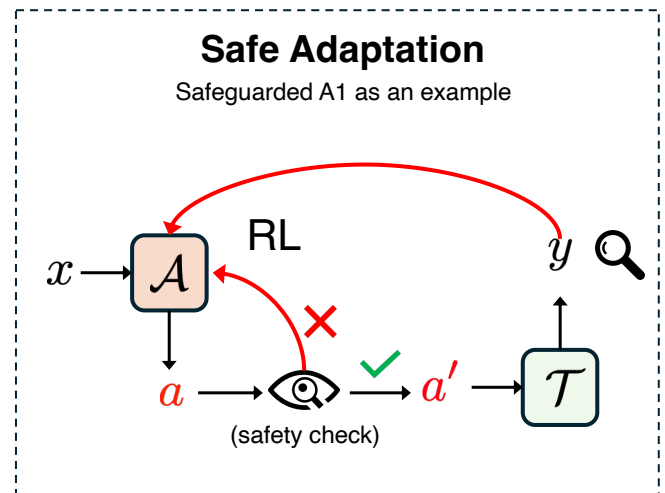 Safe Adaptation
Safeguarded A1 as an example
RL
x
𝒜
y
a
a′
𝒯
(safety check)